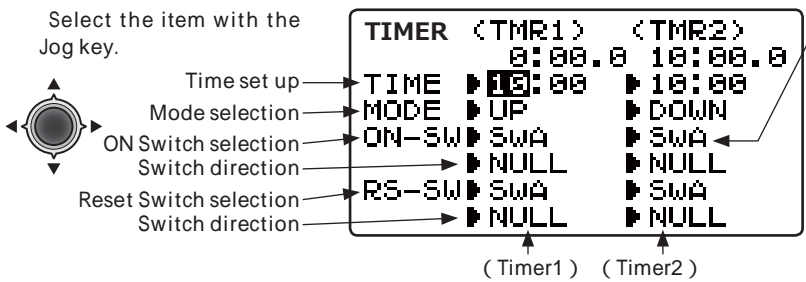 Select the item with the
Jog key.
TIMER (TMR1) (TMR2)
0:00.0 10:00.0
Time set up TIME 10:00 10:00
Mode selection MODE UP DOWN
ON Switch selection ON-SW SWA SWA
Switch direction NULL NULL
Reset Switch selection RS-SW SWA SWA
Switch direction NULL NULL
(Timer1) (Timer2)